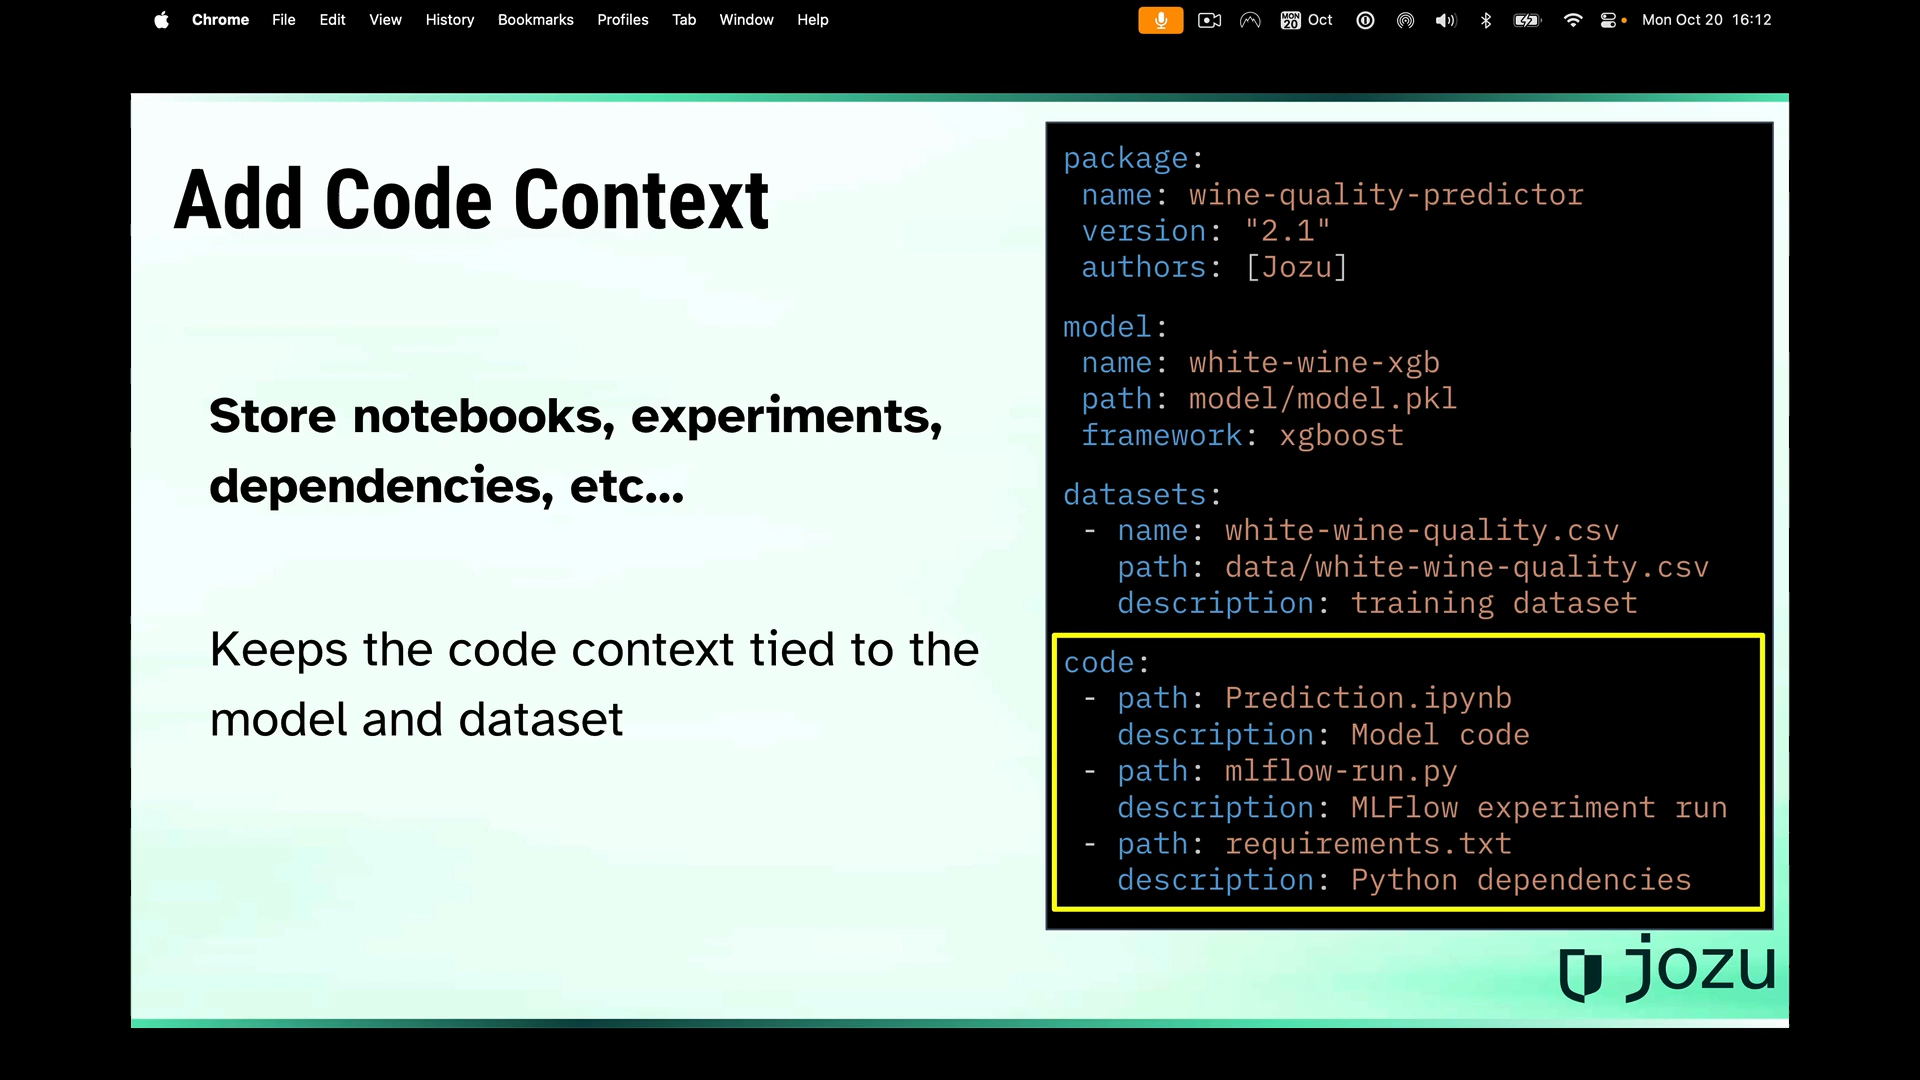 Chrome File Edit View History Bookmarks Profiles Tab Window Help MON 20 Oct Mon Oct 20 16:12
Add Code Context
Store notebooks, experiments,
dependencies, etc...
Keeps the code context tied to the
model and dataset
package:
name: wine-quality-predictor
version: "2.1"
authors: [Jozu]
model:
name: white-wine-xgb
path: model/model.pkl
framework: xgboost
datasets:
- name: white-wine-quality.csv
path: data/white-wine-quality.csv
description: training dataset
code:
- path: Prediction.ipynb
description: Model code
- path: mlflow-run.py
description: MLFlow experiment run
- path: requirements.txt
description: Python dependencies
jozu